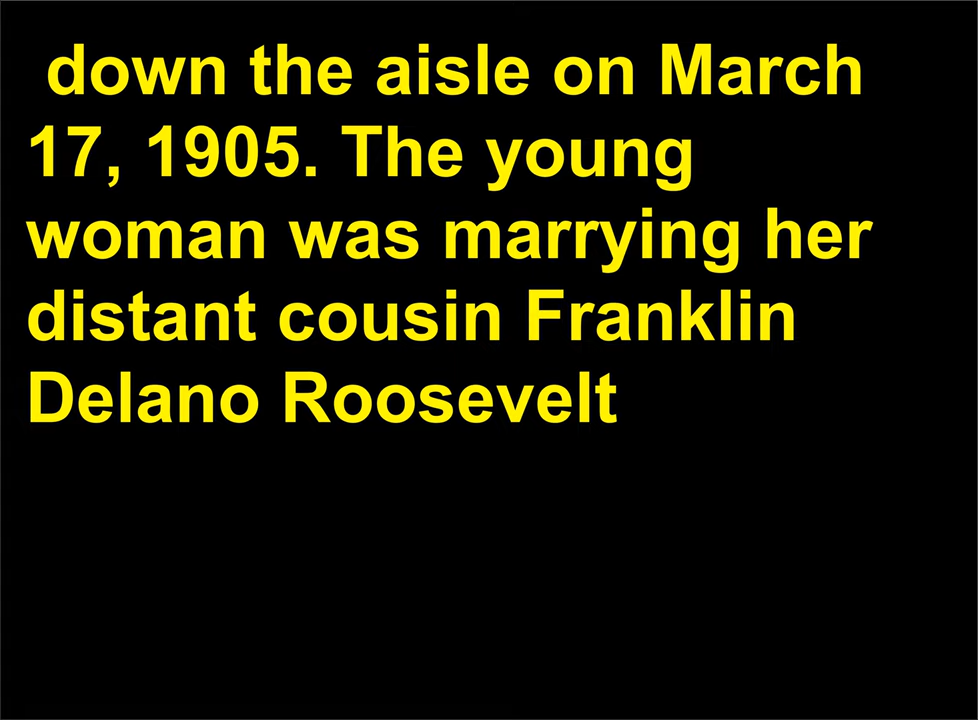 down the aisle on March
17, 1905. The young
woman was marrying her
distant cousin Franklin
Delano Roosevelt